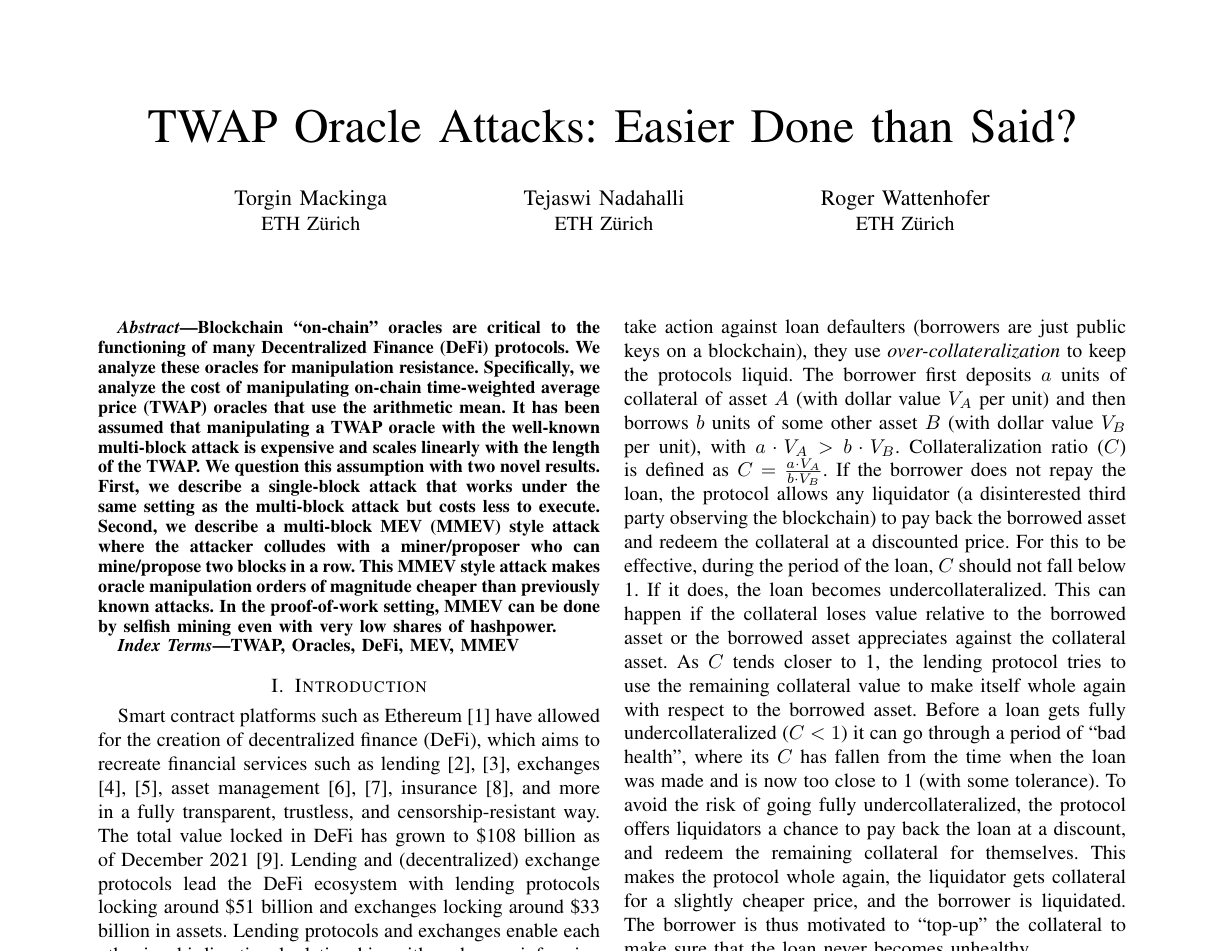 TWAP Oracle Attacks: Easier Done than Said?
Torgin Mackinga
ETH Zürich
Tejaswi Nadahalli
ETH Zürich
Roger Wattenhofer
ETH Zürich
Abstract—Blockchain “on-chain” oracles are critical to the
functioning of many Decentralized Finance (DeFi) protocols. We
analyze these oracles for manipulation resistance. Specifically, we
analyze the cost of manipulating on-chain time-weighted average
price (TWAP) oracles that use the arithmetic mean. It has been
assumed that manipulating a TWAP oracle with the well-known
multi-block attack is expensive and scales linearly with the length
of the TWAP. We question this assumption with two novel results.
First, we describe a single-block attack that works under the
same setting as the multi-block attack but costs less to execute.
Second, we describe a multi-block MEV (MMEV) style attack
where the attacker colludes with a miner/proposer who can
mine/propose two blocks in a row. This MMEV style attack makes
oracle manipulation orders of magnitude cheaper than previously
known attacks. In the proof-of-work setting, MMEV can be done
by selfish mining even with very low shares of hashpower.
Index Terms—TWAP, Oracles, DeFi, MEV, MMEV
I. INTRODUCTION
Smart contract platforms such as Ethereum [1] have allowed
for the creation of decentralized finance (DeFi), which aims to
recreate financial services such as lending [2], [3], exchanges
[4], [5], asset management [6], [7], insurance [8], and more
in a fully transparent, trustless, and censorship-resistant way.
The total value locked in DeFi has grown to $108 billion as
of December 2021 [9]. Lending and (decentralized) exchange
protocols lead the DeFi ecosystem with lending protocols
locking around $51 billion and exchanges locking around $33
billion in assets. Lending protocols and exchanges enable each
take action against loan defaulters (borrowers are just public
keys on a blockchain), they use over-collateralization to keep
the protocols liquid. The borrower first deposits a units of
collateral of asset A (with dollar value V_A per unit) and then
borrows b units of some other asset B (with dollar value V_B
per unit), with a · V_A > b · V_B. Collateralization ratio (C)
is defined as C = a·V_A / b·V_B. If the borrower does not repay the
loan, the protocol allows any liquidator (a disinterested third
party observing the blockchain) to pay back the borrowed asset
and redeem the collateral at a discounted price. For this to be
effective, during the period of the loan, C should not fall below
1. If it does, the loan becomes undercollateralized. This can
happen if the collateral loses value relative to the borrowed
asset or the borrowed asset appreciates against the collateral
asset. As C tends closer to 1, the lending protocol tries to
use the remaining collateral value to make itself whole again
with respect to the borrowed asset. Before a loan gets fully
undercollateralized (C < 1) it can go through a period of “bad
health”, where its C has fallen from the time when the loan
was made and is now too close to 1 (with some tolerance). To
avoid the risk of going fully undercollateralized, the protocol
offers liquidators a chance to pay back the loan at a discount,
and redeem the remaining collateral for themselves. This
makes the protocol whole again, the liquidator gets collateral
for a slightly cheaper price, and the borrower is liquidated.
The borrower is thus motivated to “top-up” the collateral to
make sure that the loan never becomes unhealthy.